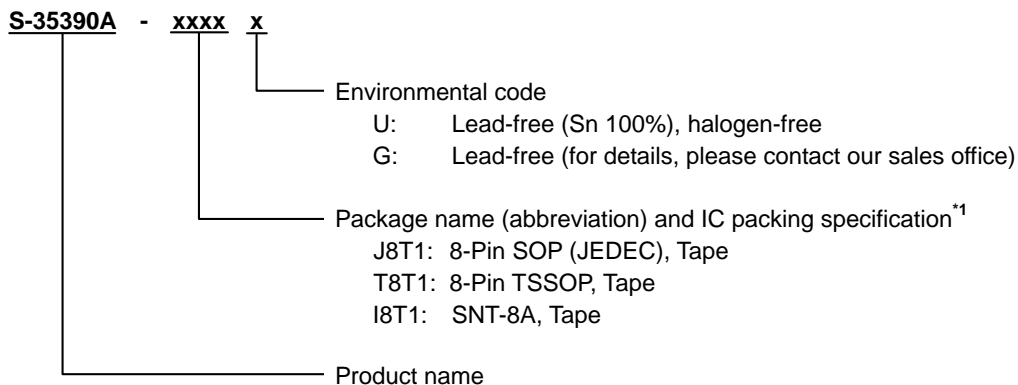 S-35390A - xxxx x
Environmental code
U: Lead-free (Sn 100%), halogen-free
G: Lead-free (for details, please contact our sales office)
Package name (abbreviation) and IC packing specification*1
J8T1: 8-Pin SOP (JEDEC), Tape
T8T1: 8-Pin TSSOP, Tape
I8T1: SNT-8A, Tape
Product name